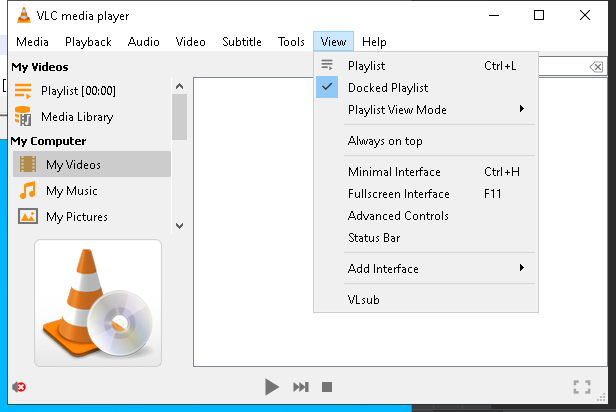 VLC media player
Media Playback Audio Video Subtitle Tools View Help
My Videos
Playlist [00:00]
Media Library
My Computer
My Videos
My Music
My Pictures
Playlist Ctrl+L
Docked Playlist
Playlist View Mode
Always on top
Minimal Interface Ctrl+H
Fullscreen Interface F11
Advanced Controls
Status Bar
Add Interface
VLsub